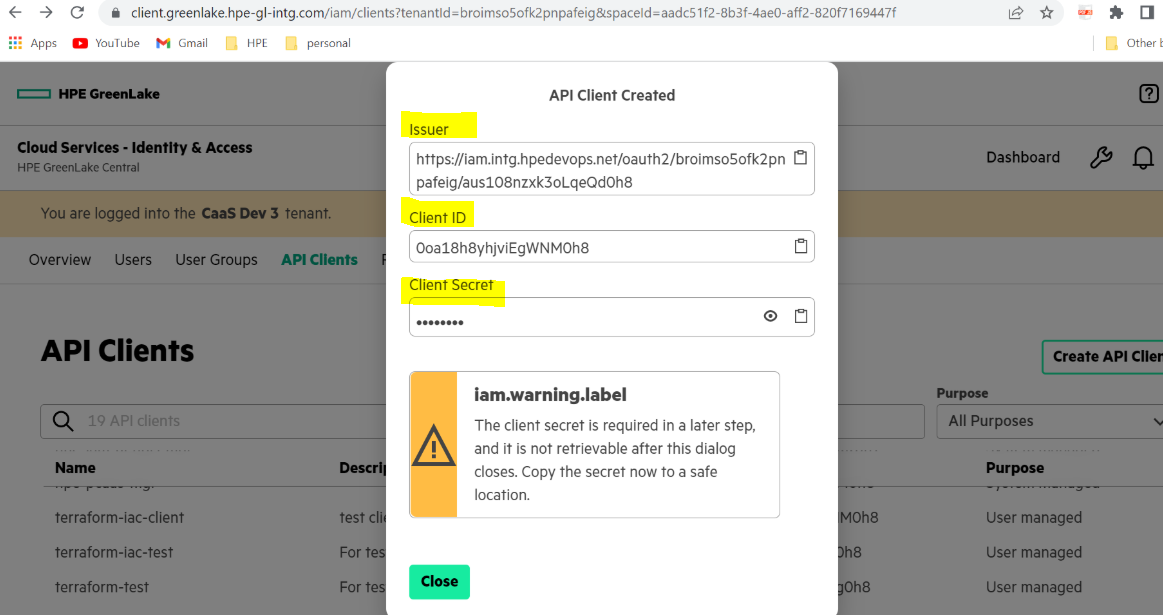 client.greenlake.hpe-gl-intg.com/iam/clients?tenantId=broimso5ofk2pnpafeig&spaceId=aadc51f2-8b3f-4ae0-aff2-820f7169447f
Apps YouTube Gmail HPE personal Other b
HPE GreenLake
Cloud Services - Identity & Access
HPE GreenLake Central
Dashboard
You are logged into the CaaS Dev 3 tenant.
Overview Users User Groups API Clients
API Clients
Create API Clien
19 API clients
Purpose
All Purposes
Name Descrip Purpose
terraform-iac-client test clie M0h8 User managed
terraform-iac-test For tes 0h8 User managed
terraform-test For tes g0h8 User managed
API Client Created
Issuer
https://iam.intg.hpedevops.net/oauth2/broimso5ofk2pn
pafeig/aus108nzxk3oLqeQd0h8
Client ID
0oa18h8yhjviEgWNM0h8
Client Secret
••••••••
iam.warning.label
The client secret is required in a later step,
and it is not retrievable after this dialog
closes. Copy the secret now to a safe
location.
Close